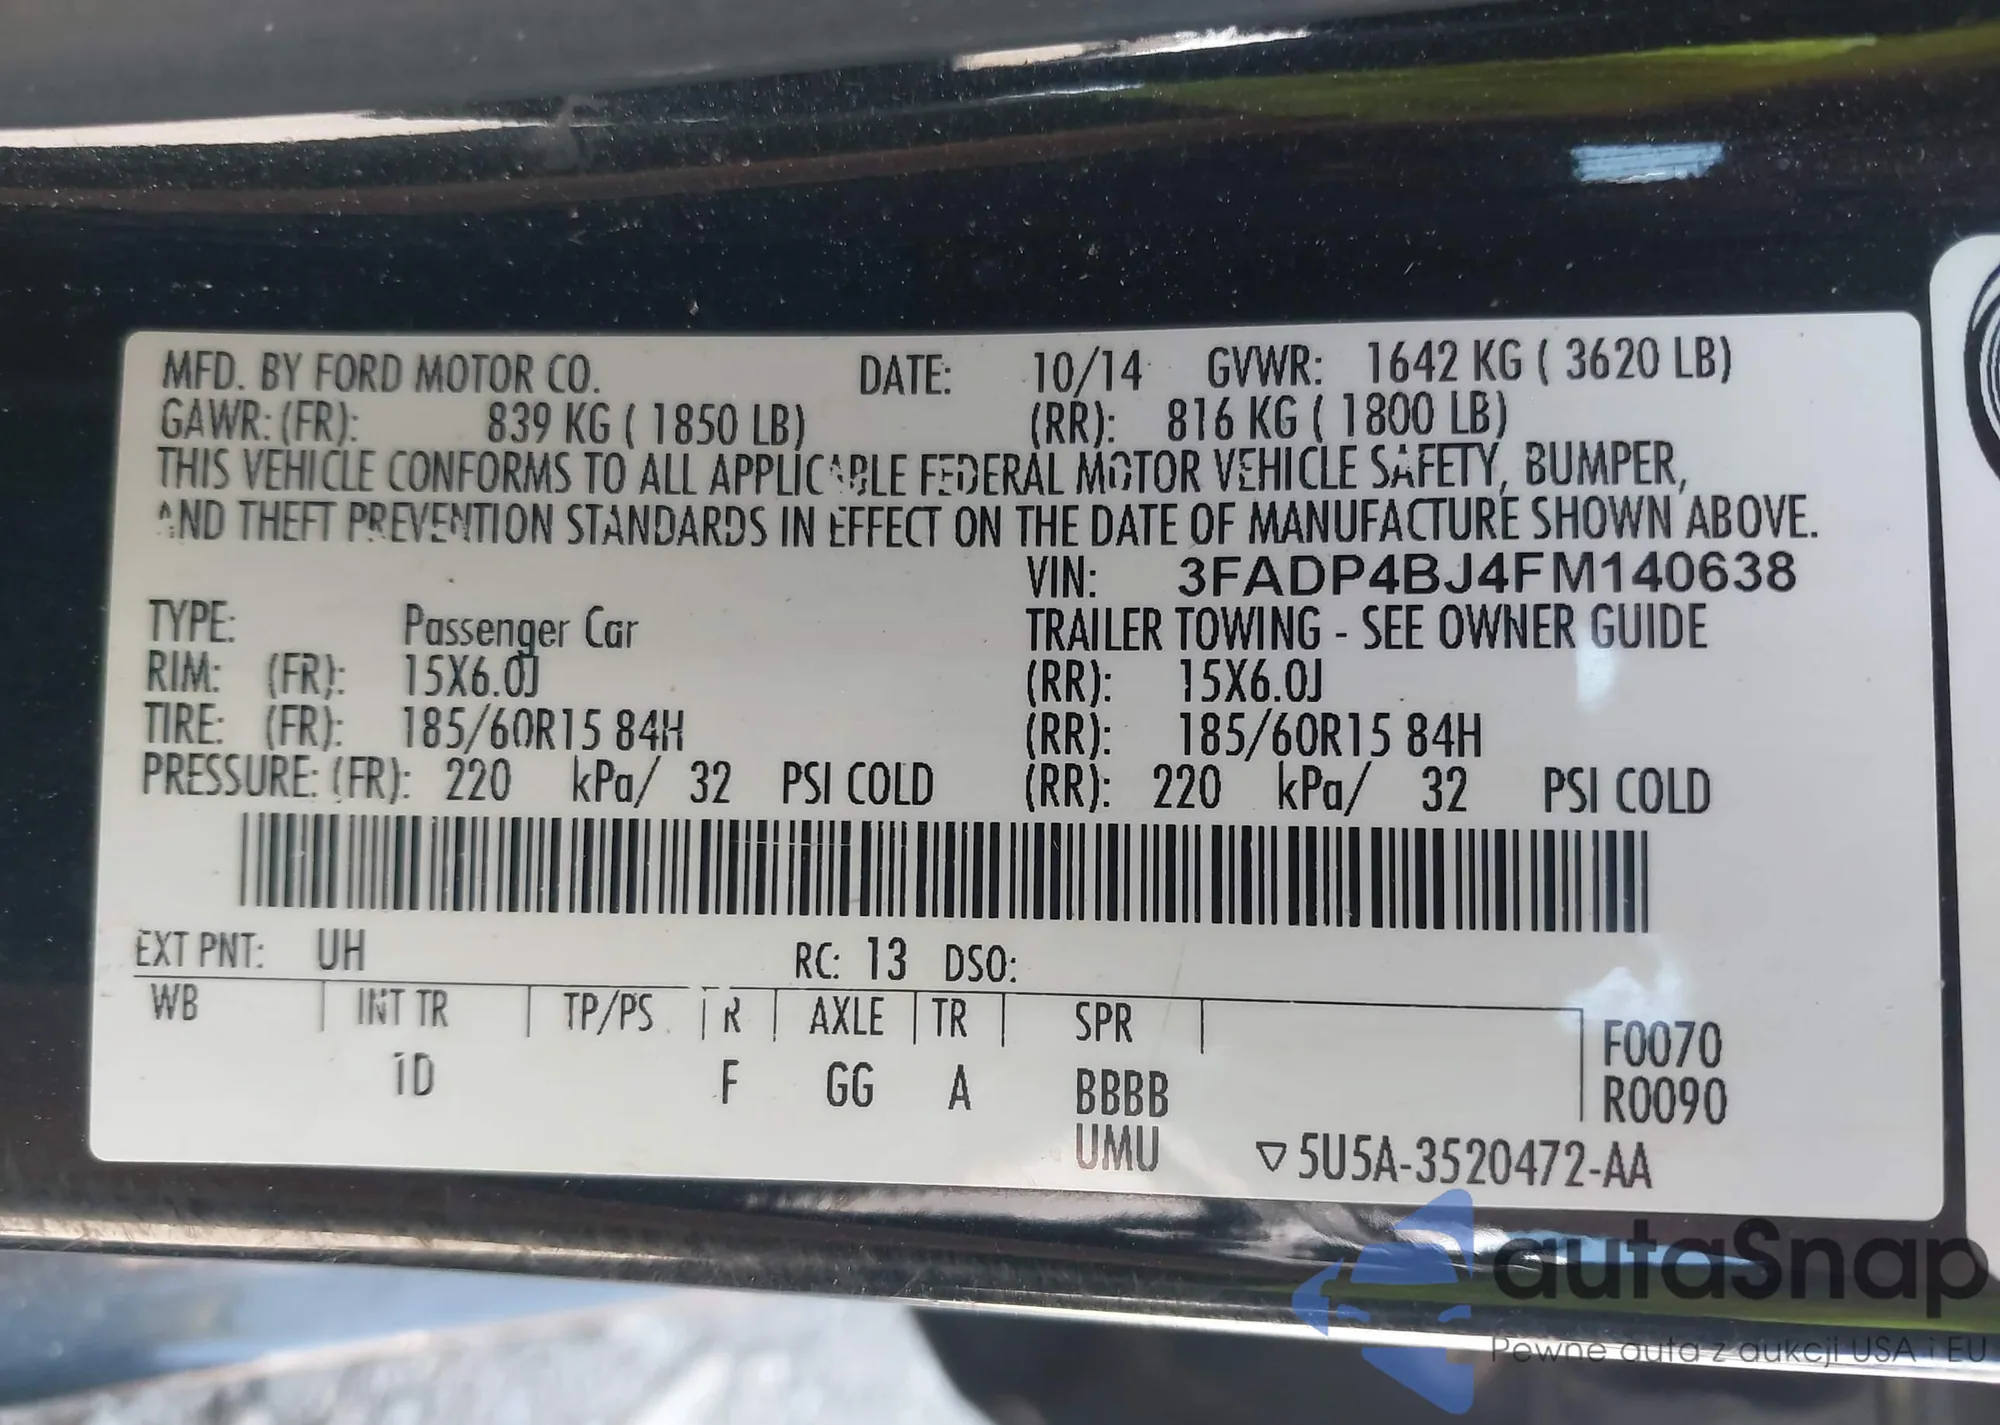 MFD. BY FORD MOTOR CO. DATE: 10/14 GVWR: 1642 KG ( 3620 LB)
GAWR: (FR): 839 KG ( 1850 LB) (RR): 816 KG ( 1800 LB)
THIS VEHICLE CONFORMS TO ALL APPLICABLE FEDERAL MOTOR VEHICLE SAFETY, BUMPER,
AND THEFT PREVENTION STANDARDS IN EFFECT ON THE DATE OF MANUFACTURE SHOWN ABOVE.
VIN: 3FADP4BJ4FM140638
TYPE: Passenger Car TRAILER TOWING - SEE OWNER GUIDE
RIM: (FR): 15X6.0J (RR): 15X6.0J
TIRE: (FR): 185/60R15 84H (RR): 185/60R15 84H
PRESSURE: (FR): 220 kPa/ 32 PSI COLD (RR): 220 kPa/ 32 PSI COLD
EXT PNT: UH RC: 13 DSO:
WB INT TR TP/PS R AXLE TR SPR F0070
1D F GG A BBBB R0090
UMU ▽5U5A-3520472-AA
autaSnap
Pewne auta z aukcji USA i EU